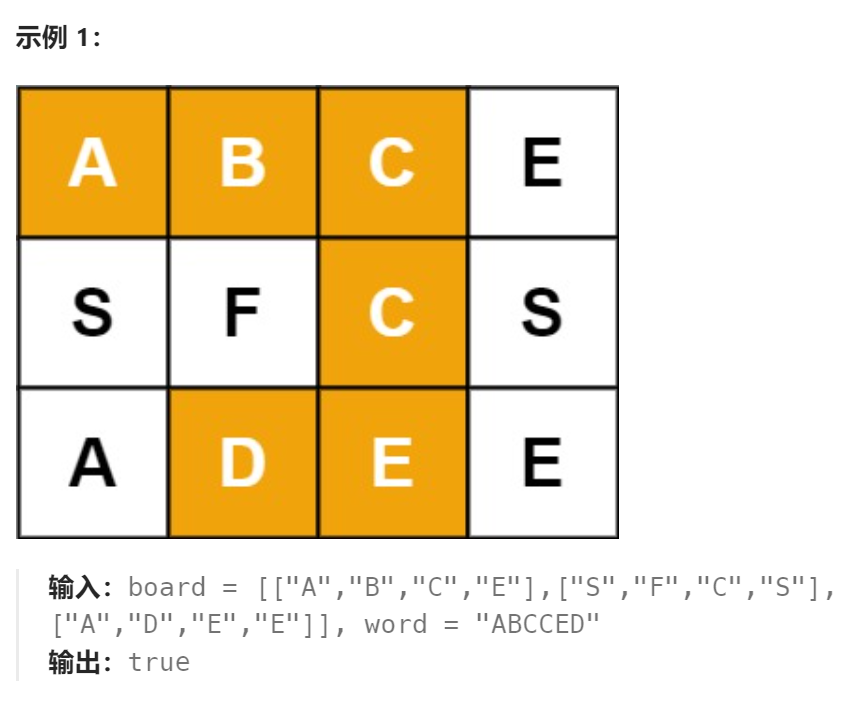 示例 1：
A B C E
S F C S
A D E E
输入：board = [["A","B","C","E"],["S","F","C","S"],
["A","D","E","E"]], word = "ABCCED"
输出：true